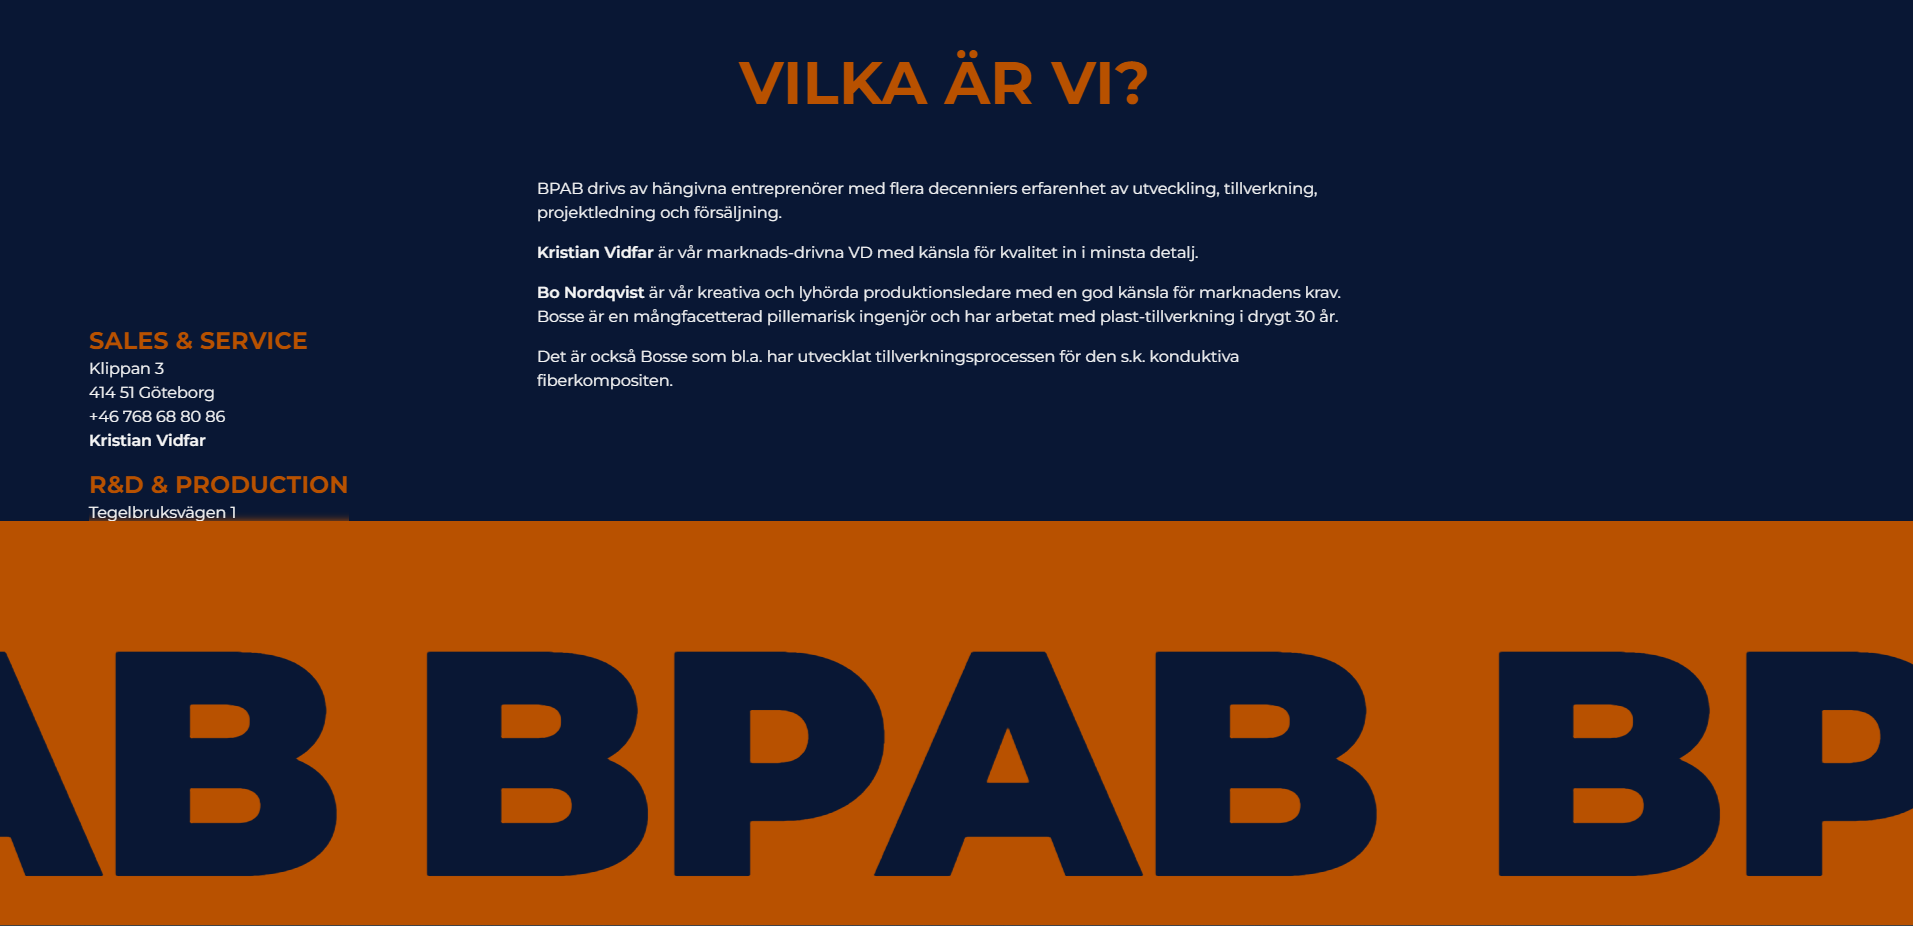 VILKA ÄR VI?
BPAB drivs av hängivna entreprenörer med flera decenniers erfarenhet av utveckling, tillverkning,
projektledning och försäljning.
Kristian Vidfar är vår marknads-drivna VD med känsla för kvalitet in i minsta detalj.
Bo Nordqvist är vår kreativa och lyhörda produktionsledare med en god känsla för marknadens krav.
Bosse är en mångfacetterad pillemarisk ingenjör och har arbetat med plast-tillverkning i drygt 30 år.
Det är också Bosse som bl.a. har utvecklat tillverkningsprocessen för den s.k. konduktiva
fiberkompositen.
SALES & SERVICE
Klippan 3
414 51 Göteborg
+46 768 68 80 86
Kristian Vidfar
R&D & PRODUCTION
Tegelbruksvägen 1
AB BPAB BP